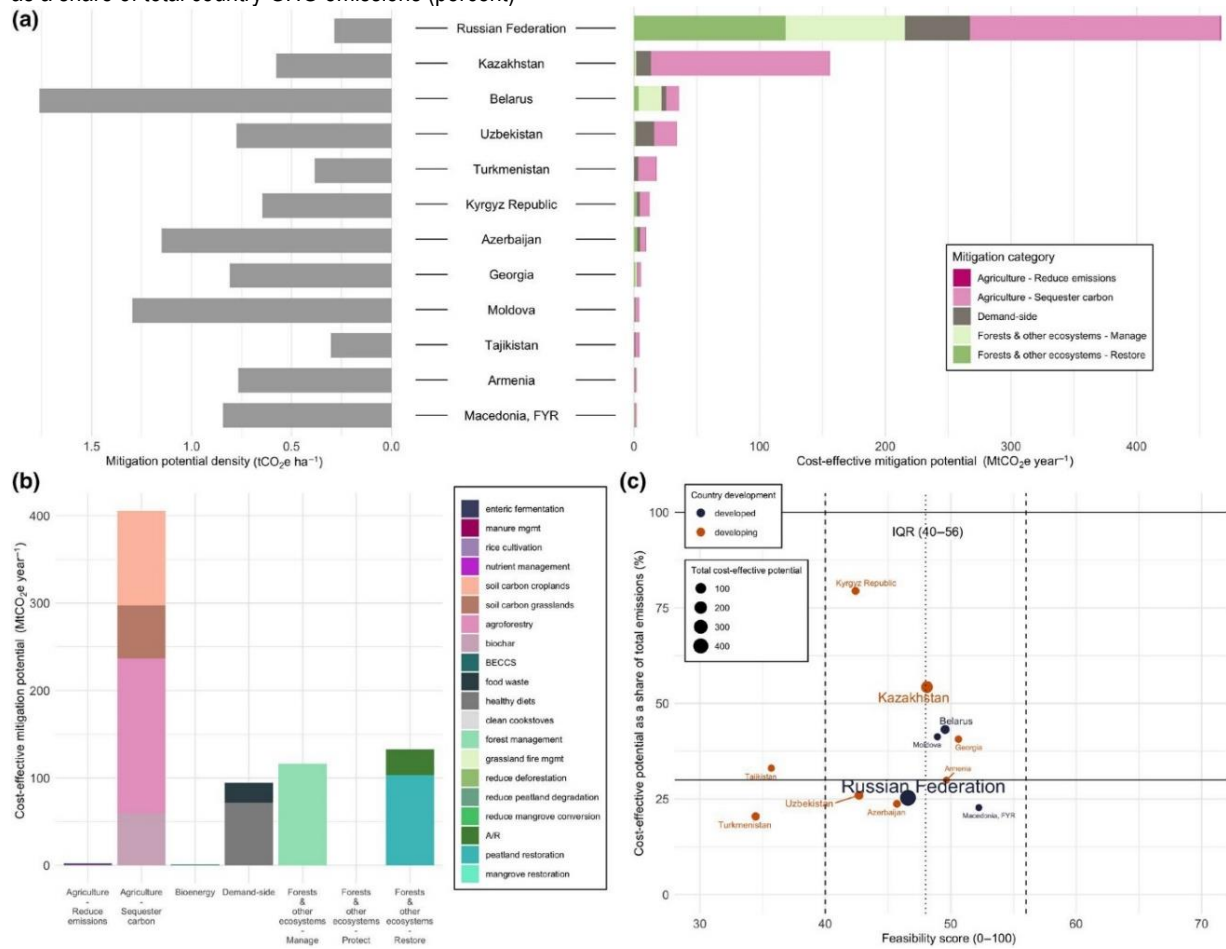 as a share of total country GHG emissions (percent)
(a)
Russian Federation
Kazakhstan
Belarus
Uzbekistan
Turkmenistan
Kyrgyz Republic
Azerbaijan
Georgia
Moldova
Tajikistan
Armenia
Macedonia, FYR
1.5
1.0
0.5
0.0
Mitigation potential density (tCO₂e ha⁻¹)
Mitigation category
Agriculture - Reduce emissions
Agriculture - Sequester carbon
Demand-side
Forests & other ecosystems - Manage
Forests & other ecosystems - Restore
0
100
200
300
400
Cost-effective mitigation potential (MtCO₂e year⁻¹)
(b)
Cost-effective mitigation potential (MtCO₂e year⁻¹)
400
300
200
100
0
Agriculture
-
Reduce
emissions
Agriculture
-
Sequester
carbon
Bioenergy
Demand-side
Forests
&
other
ecosystems
-
Manage
Forests
&
other
ecosystems
-
Protect
Forests
&
other
ecosystems
-
Restore
enteric fermentation
manure mgmt
rice cultivation
nutrient management
soil carbon croplands
soil carbon grasslands
agroforestry
biochar
BECCS
food waste
healthy diets
clean cookstoves
forest management
grassland fire mgmt
reduce deforestation
reduce peatland degradation
reduce mangrove conversion
A/R
peatland restoration
mangrove restoration
(c)
Cost-effective potential as a share of total emissions (%)
100
75
50
25
0
Country development
developed
developing
Total cost-effective potential
100
200
300
400
IQR (40–56)
Kyrgyz Republic
Kazakhstan
Belarus
Moldova
Georgia
Armenia
Tajikistan
Russian Federation
Uzbekistan
Azerbaijan
Macedonia, FYR
Turkmenistan
30
40
50
60
70
Feasibility score (0–100)